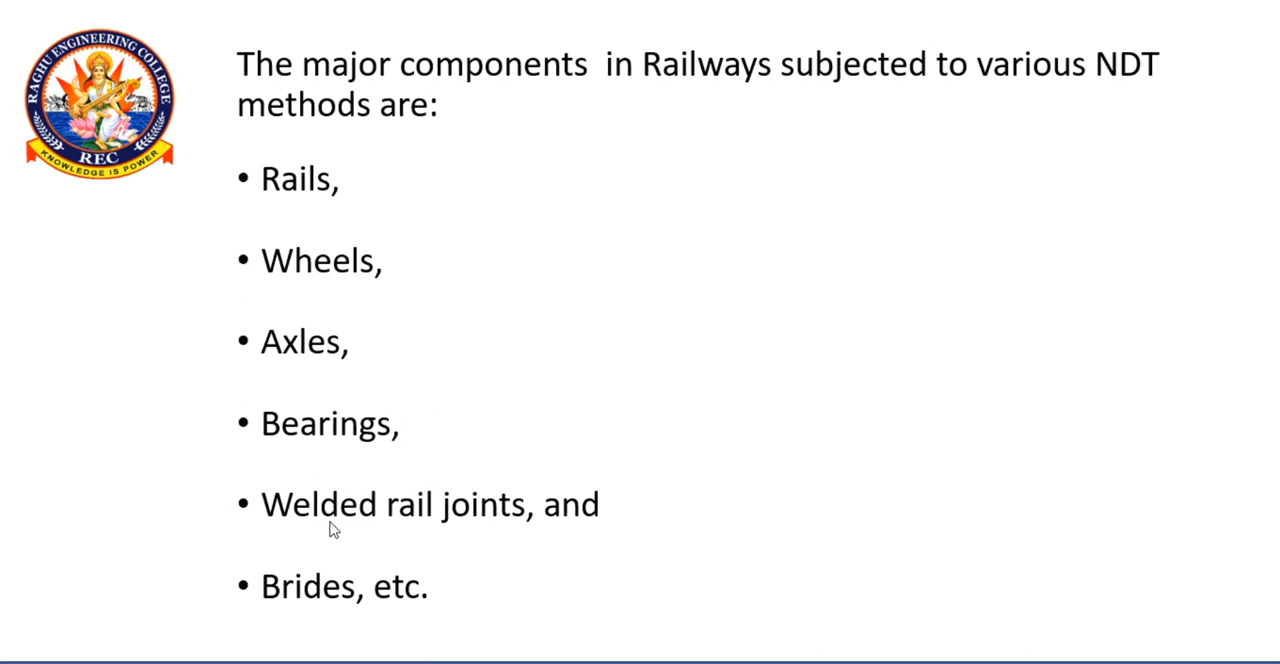 RAGHU ENGINEERING COLLEGE
REC
KNOWLEDGE IS POWER
The major components in Railways subjected to various NDT
methods are:
• Rails,
• Wheels,
• Axles,
• Bearings,
• Welded rail joints, and
• Brides, etc.